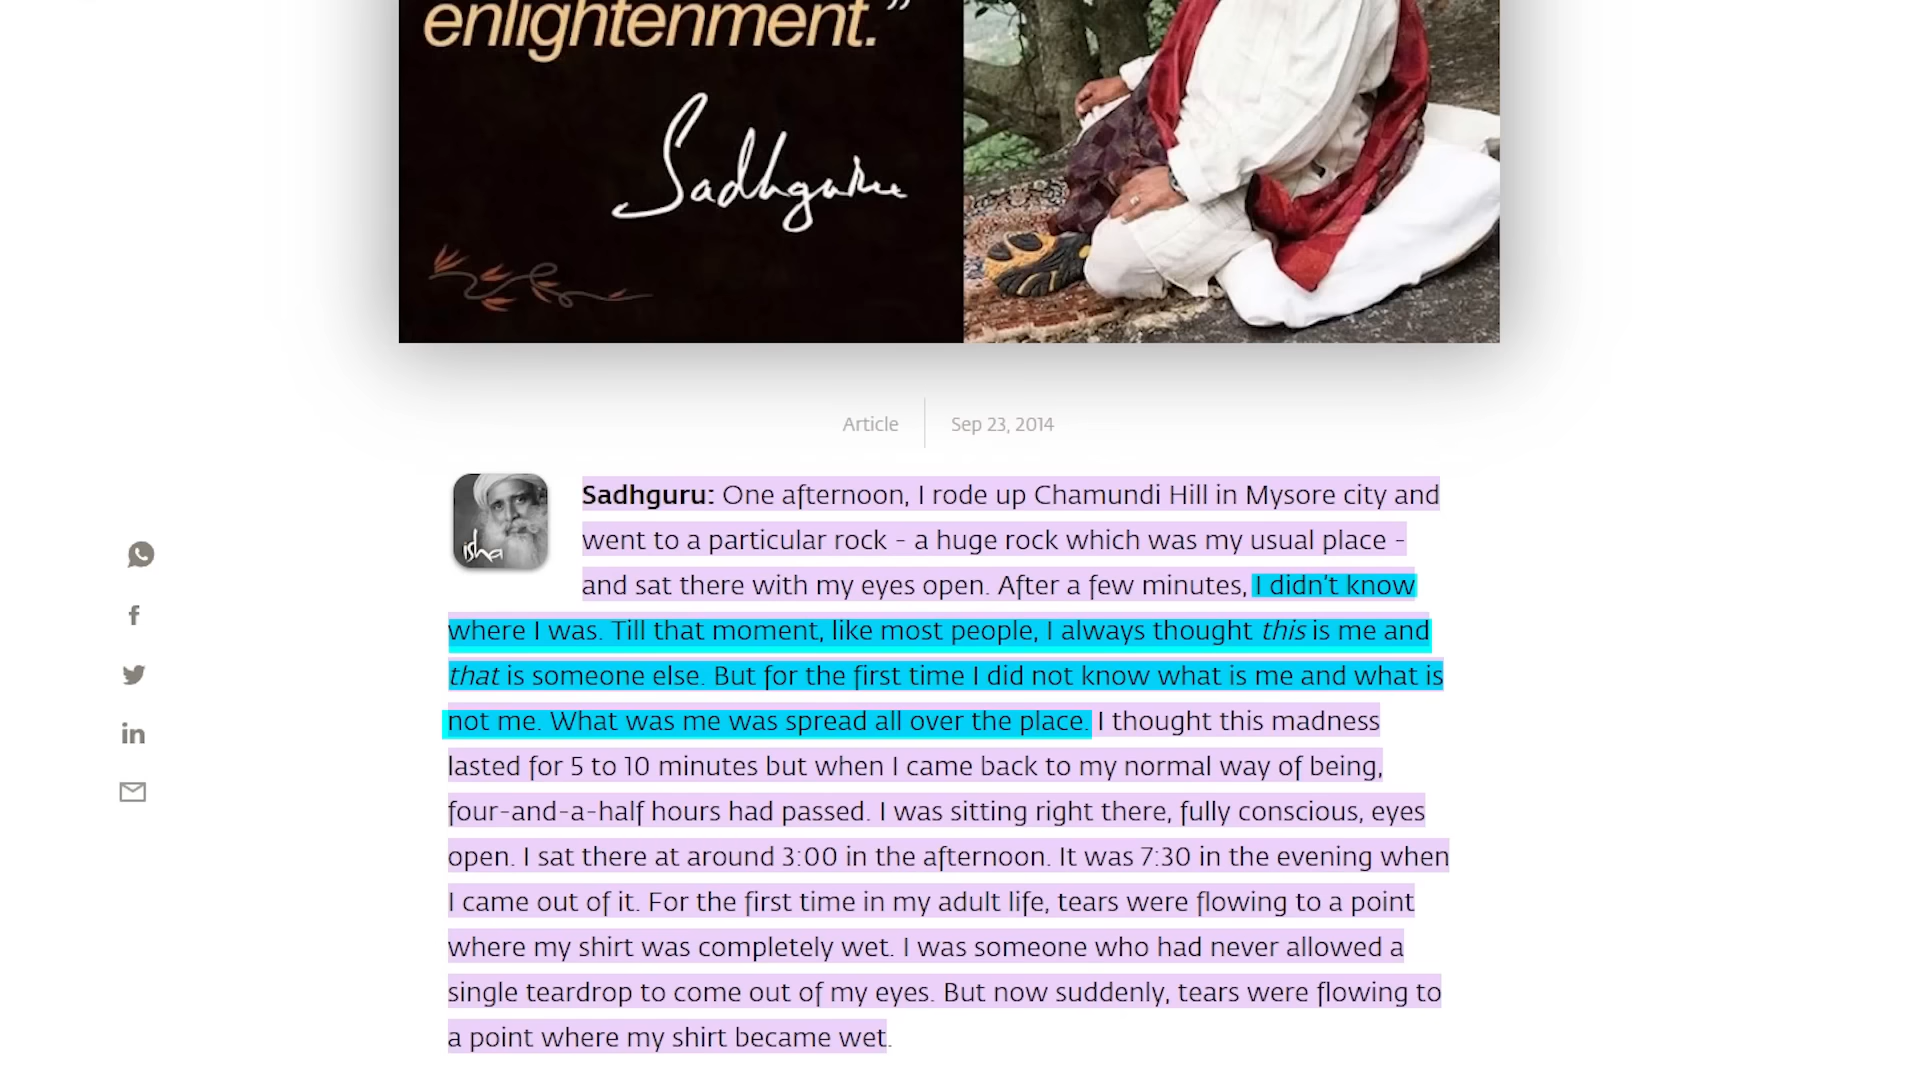 enlightenment.”
Sadhguru
Article
Sep 23, 2014
isha
Sadhguru: One afternoon, I rode up Chamundi Hill in Mysore city and
went to a particular rock - a huge rock which was my usual place -
and sat there with my eyes open. After a few minutes, I didn't know
where I was. Till that moment, like most people, I always thought this is me and
that is someone else. But for the first time I did not know what is me and what is
not me. What was me was spread all over the place. I thought this madness
lasted for 5 to 10 minutes but when I came back to my normal way of being,
four-and-a-half hours had passed. I was sitting right there, fully conscious, eyes
open. I sat there at around 3:00 in the afternoon. It was 7:30 in the evening when
I came out of it. For the first time in my adult life, tears were flowing to a point
where my shirt was completely wet. I was someone who had never allowed a
single teardrop to come out of my eyes. But now suddenly, tears were flowing to
a point where my shirt became wet.